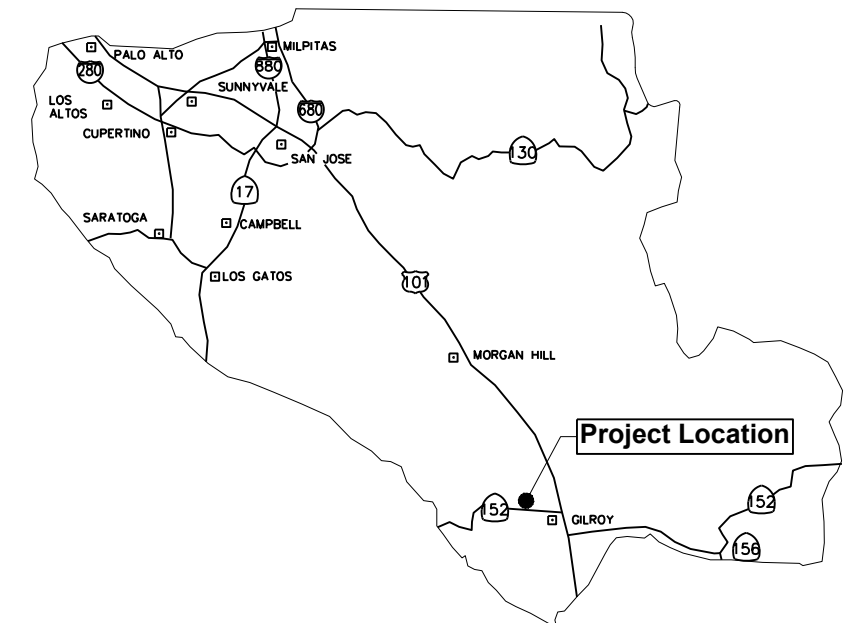 PALO ALTO
MILPITAS
280
880
SUNNYVALE
LOS
ALTOS
680
CUPERTINO
SAN JOSE
130
17
SARATOGA
CAMPBELL
LOS GATOS
101
MORGAN HILL
Project Location
152
152
GILROY
156